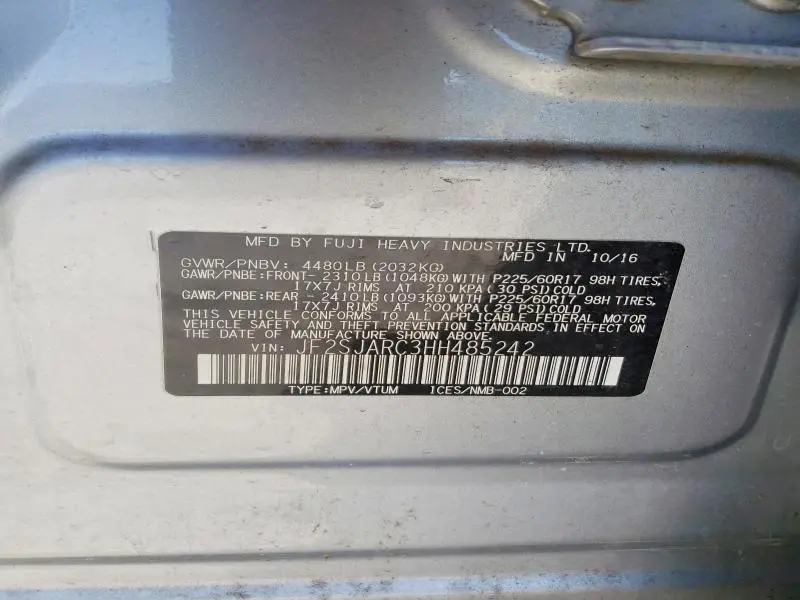 MFD BY FUJI HEAVY INDUSTRIES LTD.
GVWR/PNBV: 4480LB (2032KG) MFD IN 10/16
GAWR/PNBE:FRONT- 2310LB (1048KG) WITH P225/60R17 98H TIRES,
17X7J RIMS AT 210 KPA (30 PSI) COLD
GAWR/PNBE:REAR - 2410LB (1093KG) WITH P225/60R17 98H TIRES,
17X7J RIMS AT 200 KPA (29 PSI) COLD
THIS VEHICLE CONFORMS TO ALL APPLICABLE FEDERAL MOTOR
VEHICLE SAFETY AND THEFT PREVENTION STANDARDS, IN EFFECT ON
THE DATE OF MANUFACTURE SHOWN ABOVE.
VIN: JF2SJARC3HH485242
TYPE:MPV/VTUM ICES/NMB-002